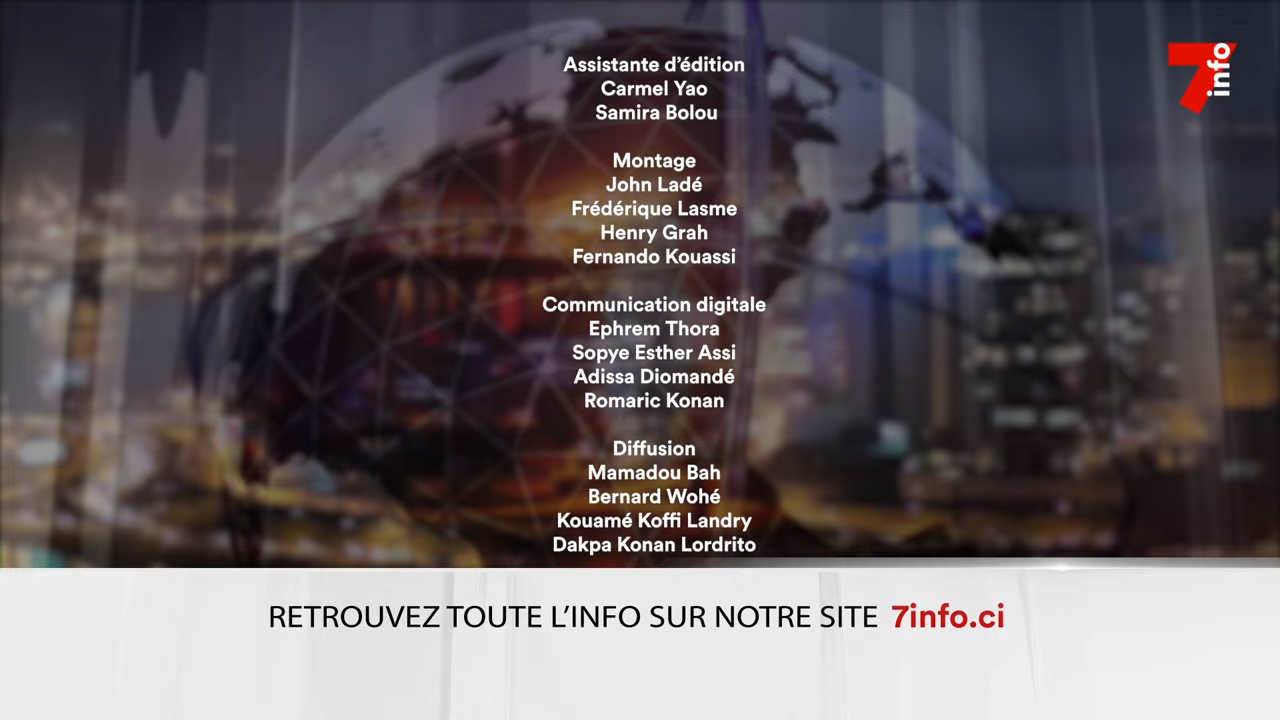 7info
Assistante d'édition
Carmel Yao
Samira Bolou
Montage
John Ladé
Frédérique Lasme
Henry Grah
Fernando Kouassi
Communication digitale
Ephrem Thora
Sopye Esther Assi
Adissa Diomandé
Romaric Konan
Diffusion
Mamadou Bah
Bernard Wohé
Kouamé Koffi Landry
Dakpa Konan Lordrito
RETROUVEZ TOUTE L'INFO SUR NOTRE SITE 7info.ci